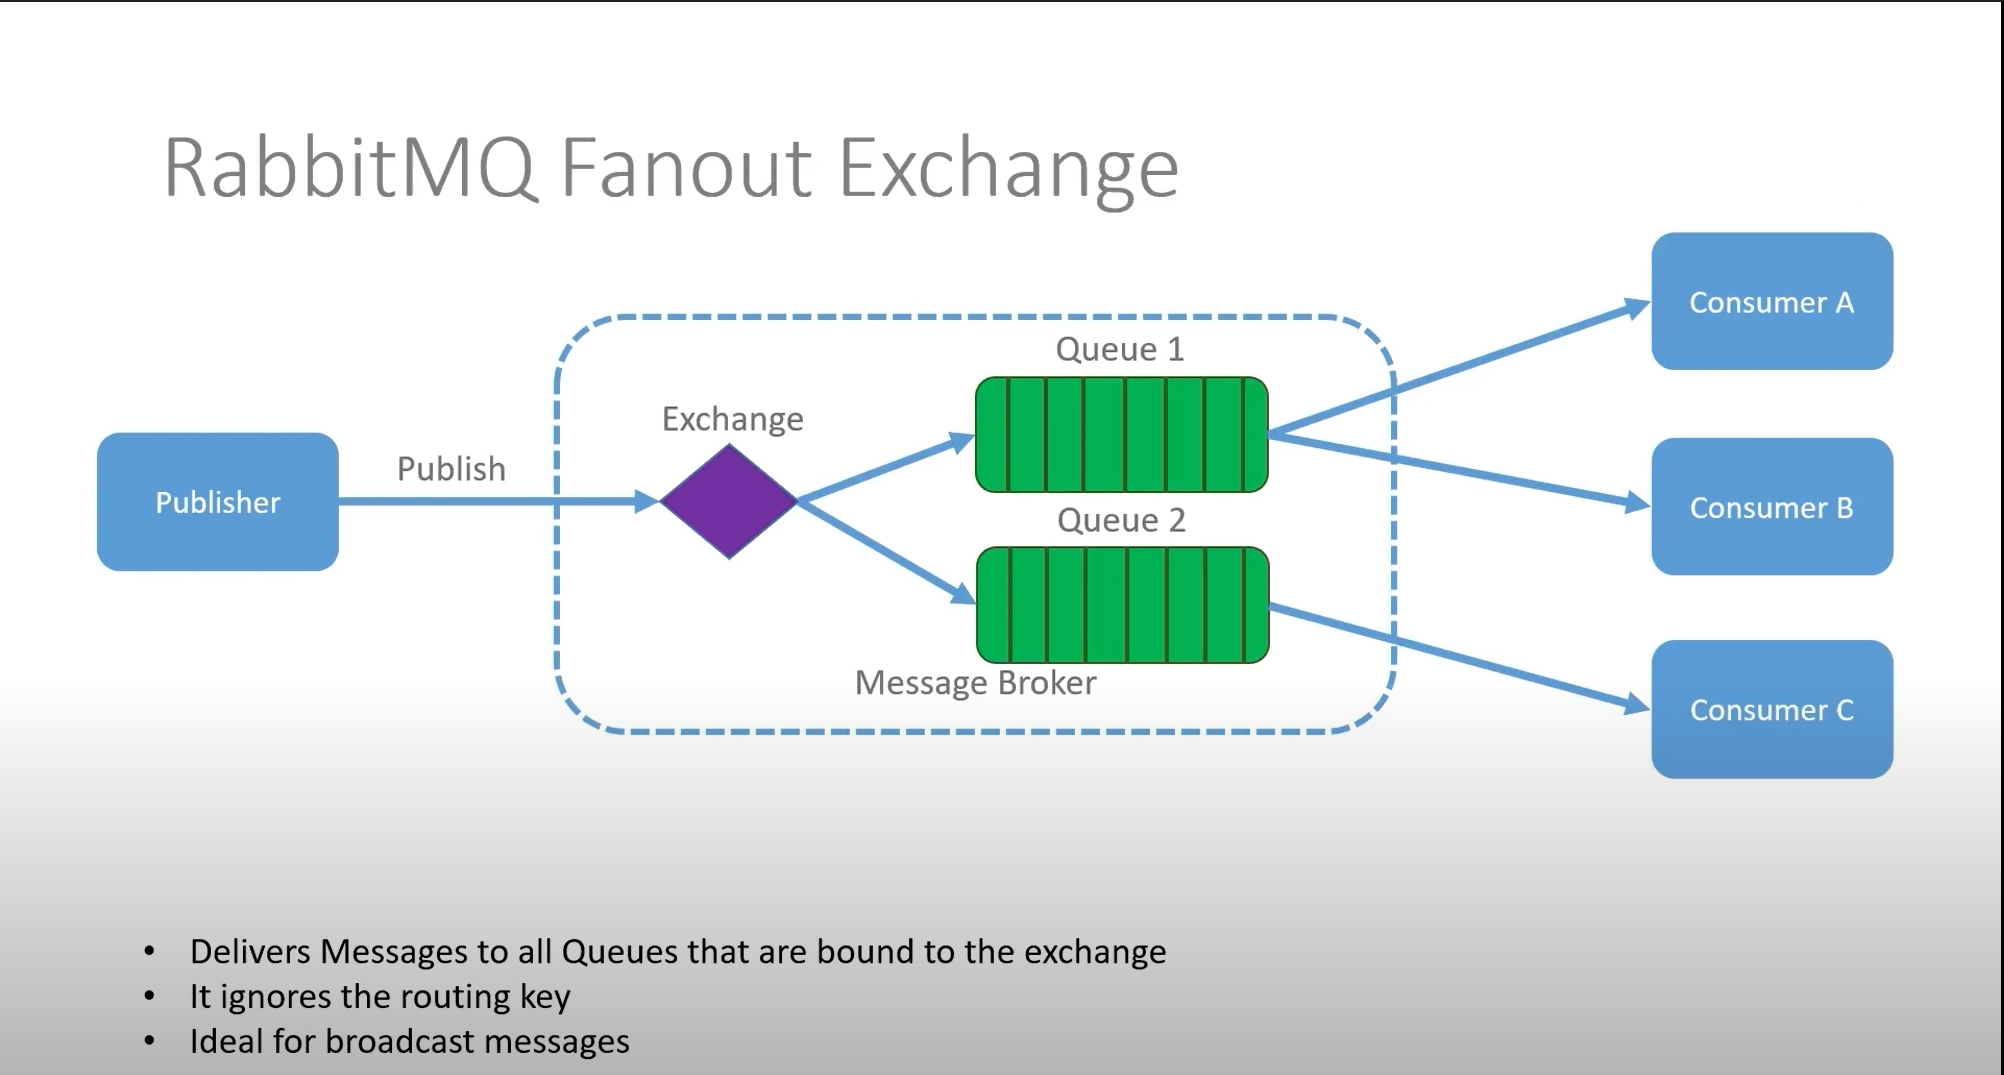 RabbitMQ Fanout Exchange
Publisher
Publish
Exchange
Queue 1
Queue 2
Message Broker
Consumer A
Consumer B
Consumer C
• Delivers Messages to all Queues that are bound to the exchange
• It ignores the routing key
• Ideal for broadcast messages